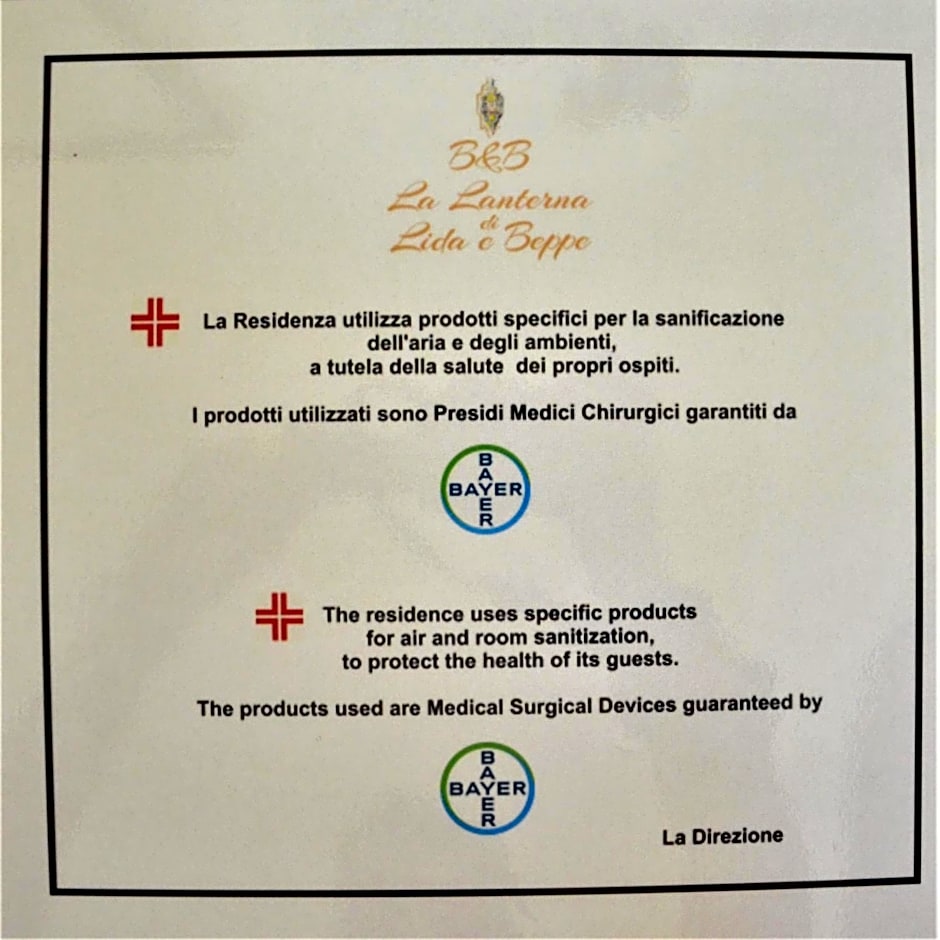 B&B
La Lanterna
di
Lida e Beppe
La Residenza utilizza prodotti specifici per la sanificazione
dell'aria e degli ambienti,
a tutela della salute dei propri ospiti.
I prodotti utilizzati sono Presidi Medici Chirurgici garantiti da
BAYER
BAYER
The residence uses specific products
for air and room sanitization,
to protect the health of its guests.
The products used are Medical Surgical Devices guaranteed by
BAYER
BAYER
La Direzione